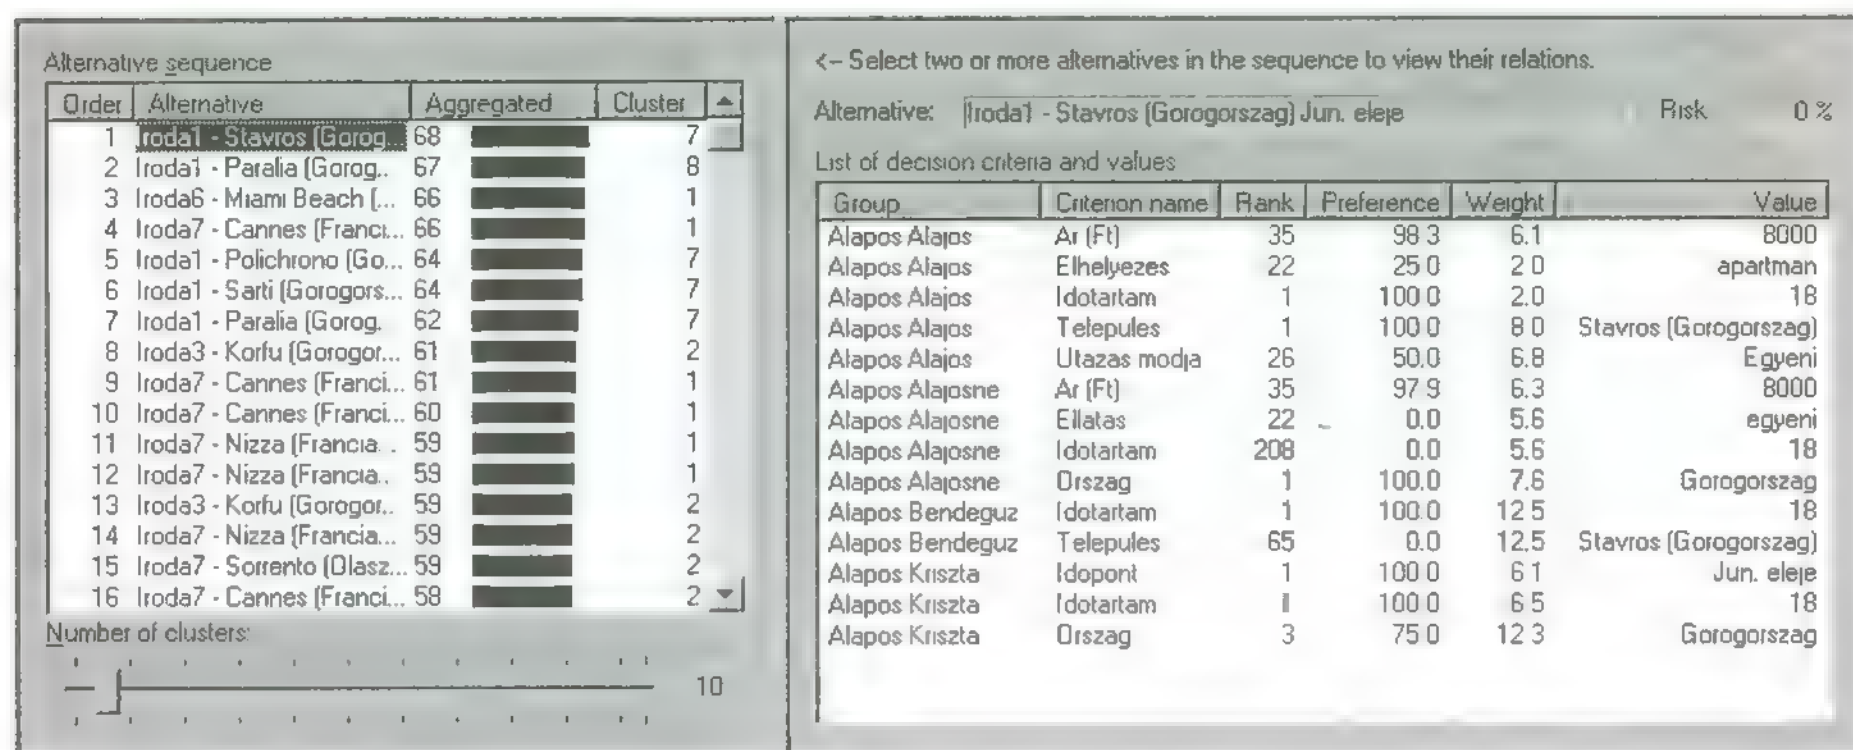 Alternative sequence
Order Alternative Aggregated Cluster
1 Iroda1 - Stavros (Gorog... 68 7
2 Iroda1 - Paralia (Gorog.. 67 8
3 Iroda6 - Miami Beach (... 66 1
4 Iroda7 - Cannes (Franci... 66 1
5 Iroda1 - Polichrono (Go... 64 7
6 Iroda1 - Sarti (Gorogors... 64 7
7 Iroda1 - Paralia (Gorog. 62 7
8 Iroda3 - Korfu (Gorogor... 61 2
9 Iroda7 - Cannes (Franci... 61 1
10 Iroda7 - Cannes (Franci... 60 1
11 Iroda7 - Nizza (Francia. . 59 1
12 Iroda7 - Nizza (Francia.. 59 1
13 Iroda3 - Korfu (Gorogor.. 59 2
14 Iroda7 - Nizza (Francia... 59 2
15 Iroda7 - Sorrento (Olasz... 59 2
16 Iroda7 - Cannes (Franci... 58 2
Number of clusters:
10
<-- Select two or more alternatives in the sequence to view their relations.
Alternative: Iroda1 - Stavros (Gorogorszag) Jun. eleje Risk 0 %
List of decision criteria and values
Group Criterion name Rank Preference Weight Value
Alapos Alajos Ar (Ft) 35 98 3 6.1 8000
Alapos Alajos Elhelyezes 22 25 0 2 0 apartman
Alapos Alajos Idotartam 1 100 0 2.0 18
Alapos Alajos Telepules 1 100 0 8 0 Stavros (Gorogorszag)
Alapos Alajos Utazas modja 26 50.0 6.8 Egyeni
Alapos Alajosne Ar (Ft) 35 97 9 6.3 8000
Alapos Alajosne Ellatas 22 0.0 5.6 egyeni
Alapos Alajosne Idotartam 208 0.0 5.6 18
Alapos Alajosne Orszag 1 100.0 7.6 Gorogorszag
Alapos Bendeguz Idotartam 1 100 0 12 5 18
Alapos Bendeguz Telepules 65 0.0 12.5 Stavros (Gorogorszag)
Alapos Kriszta Idopont 1 100 0 6 1 Jun. eleje
Alapos Kriszta Idotartam 1 100 0 6 5 18
Alapos Kriszta Orszag 3 75 0 12 3 Gorogorszag